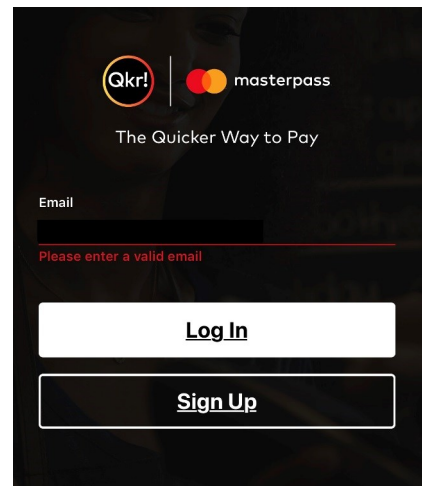 Qkr! masterpass
The Quicker Way to Pay
Email
Please enter a valid email
Log In
Sign Up